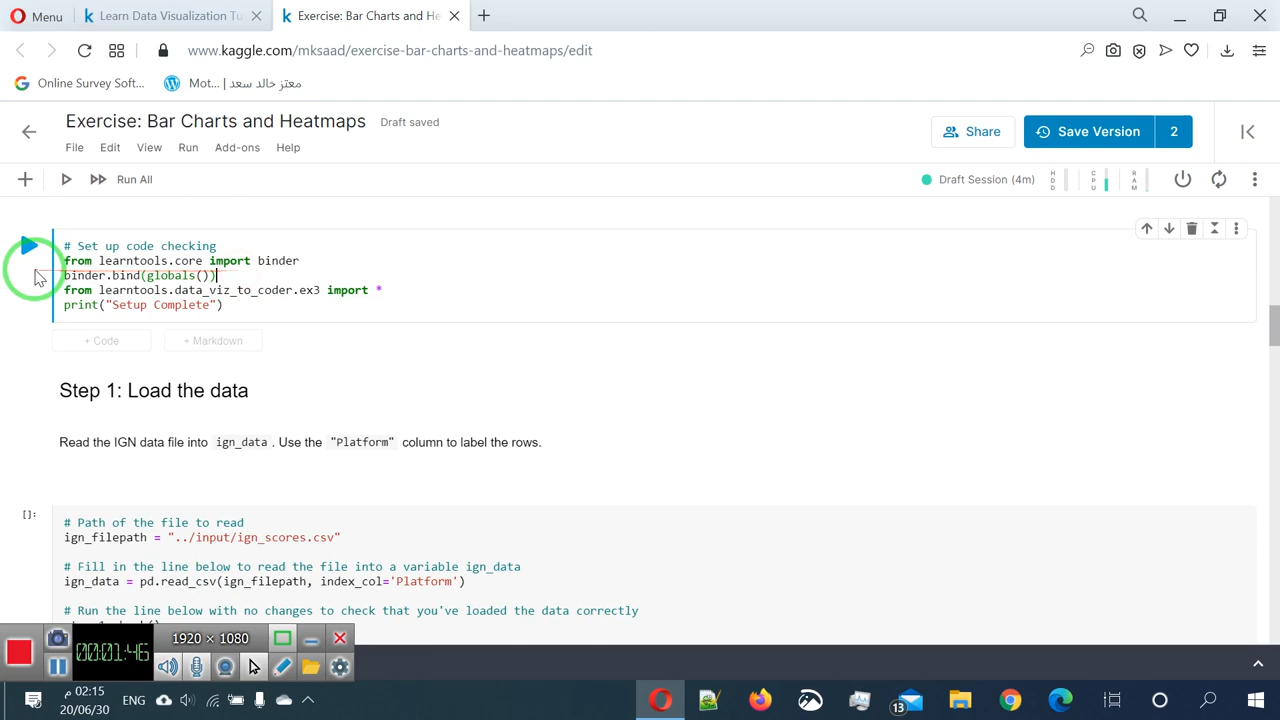 Menu
Learn Data Visualization Tu
Exercise: Bar Charts and He
www.kaggle.com/mksaad/exercise-bar-charts-and-heatmaps/edit
Online Survey Soft...
Mot... | معتز خالد سعد
Exercise: Bar Charts and Heatmaps
Draft saved
File
Edit
View
Run
Add-ons
Help
Share
Save Version
2
Run All
Draft Session (4m)
HDD
CPU
RAM
# Set up code checking
from learntools.core import binder
binder.bind(globals())
from learntools.data_viz_to_coder.ex3 import *
print("Setup Complete")
+ Code
+ Markdown
Step 1: Load the data
Read the IGN data file into ign_data. Use the "Platform" column to label the rows.
[]:
# Path of the file to read
ign_filepath = "../input/ign_scores.csv"
# Fill in the line below to read the file into a variable ign_data
ign_data = pd.read_csv(ign_filepath, index_col='Platform')
# Run the line below with no changes to check that you've loaded the data correctly
00:01:46
1920 × 1080
02:15 م
20/06/30
ENG
13